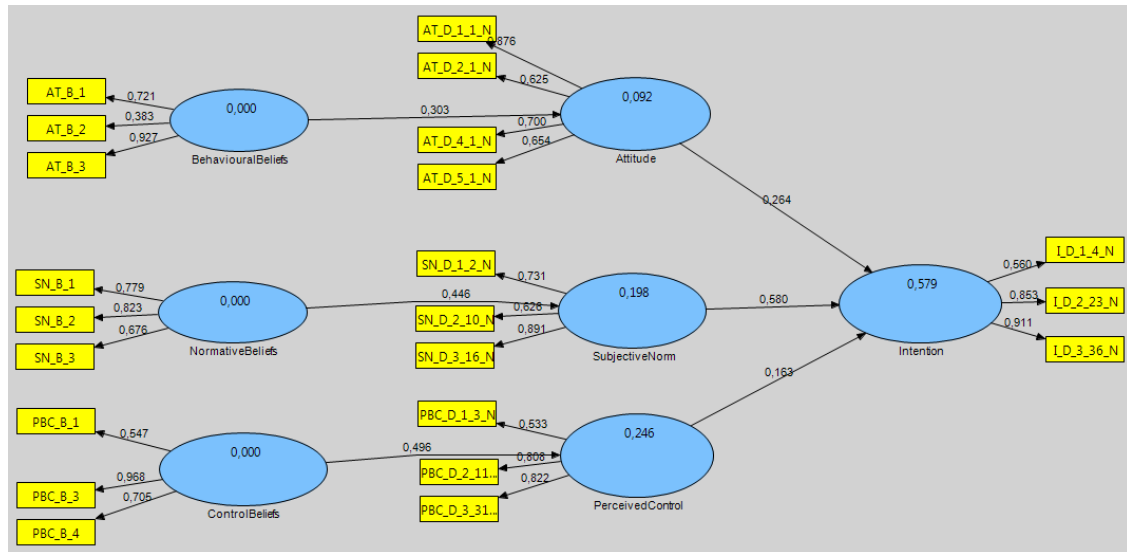 AT_D_1_1_N
0,876
AT_D_2_1_N
0,625
AT_B_1
0,721
0,000
0,092
AT_B_2
0,383
0,303
AT_D_4_1_N
0,700
AT_B_3
0,927
BehaviouralBeliefs
Attitude
AT_D_5_1_N
0,654
0,264
SN_B_1
0,779
SN_D_1_2_N
0,731
I_D_1_4_N
0,560
0,000
0,198
0,579
SN_B_2
0,823
0,446
SN_D_2_10_N
0,626
0,580
0,853
I_D_2_23_N
SN_B_3
0,676
NormativeBeliefs
SN_D_3_16_N
0,891
SubjectiveNorm
Intention
0,911
I_D_3_36_N
0,163
PBC_B_1
0,547
PBC_D_1_3_N
0,533
0,000
0,246
0,496
PBC_D_2_11...
0,808
PBC_B_3
0,968
PBC_D_3_31...
0,822
PBC_B_4
0,705
ControlBeliefs
PerceivedControl